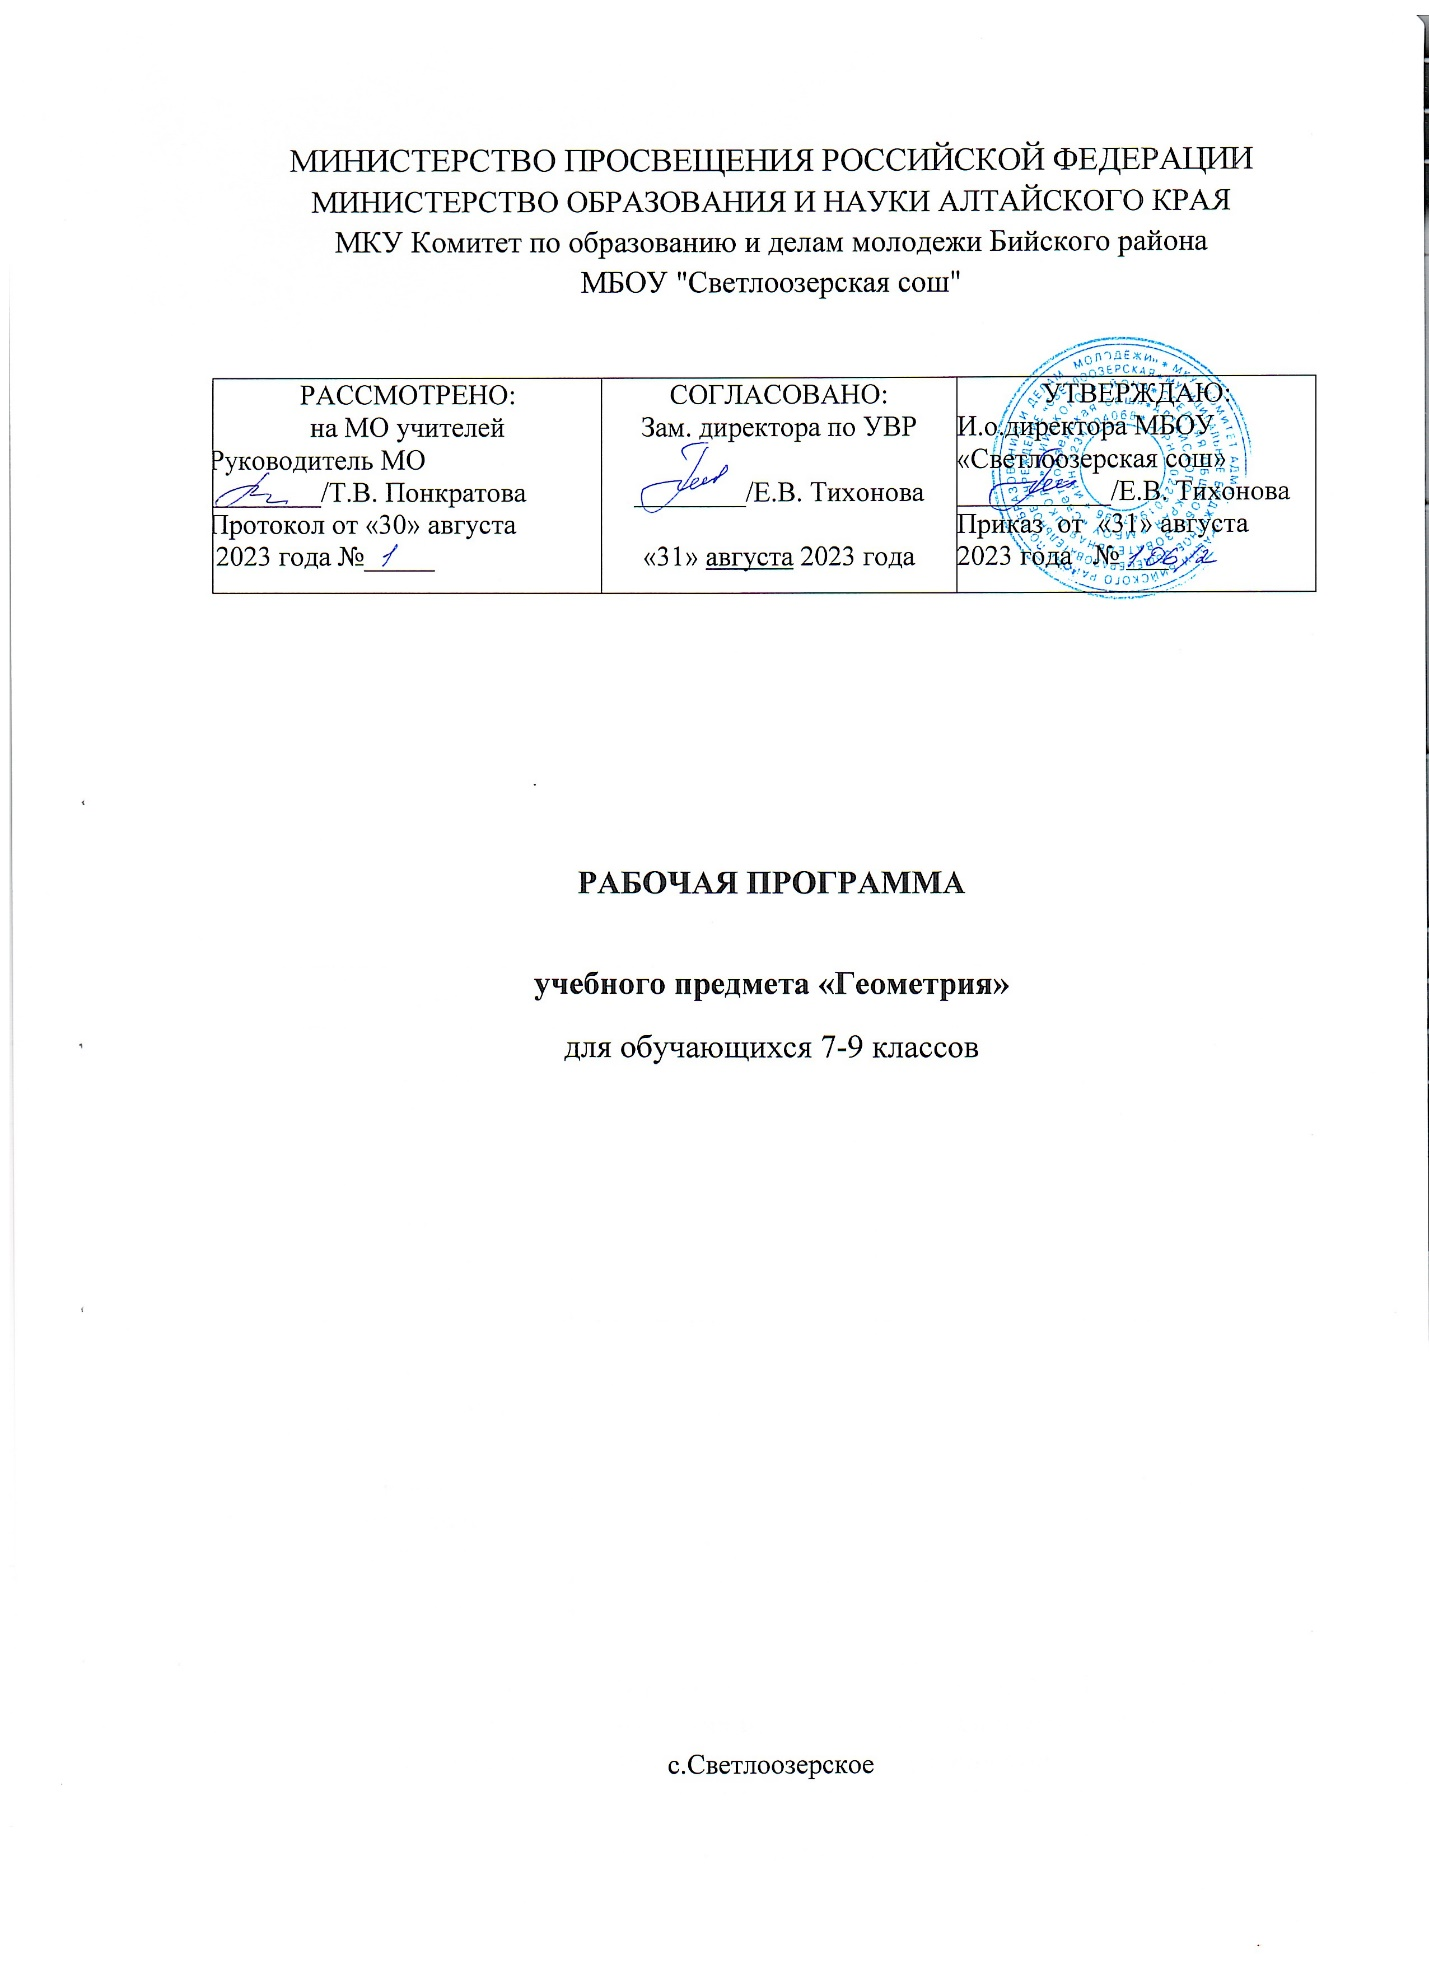 МИНИСТЕРСТВО ПРОСВЕЩЕНИЯ РОССИЙСКОЙ ФЕДЕРАЦИИ
МИНИСТЕРСТВО ОБРАЗОВАНИЯ И НАУКИ АЛТАЙСКОГО КРАЯ
МКУ Комитет по образованию и делам молодежи Бийского района
МБОУ "Светлоозерская сош"
РАССМОТРЕНО:
на МО учителей
Руководитель МО
/Т.В. Понкратова
Протокол от «30» августа
2023 года № 1
СОГЛАСОВАНО:
Зам. директора по УВР
/Е.В. Тихонова
«31» августа 2023 года
УТВЕРЖДАЮ:
И.о.директора МБОУ
«Светлоозерская сош»
/Е.В. Тихонова
Приказ от «31» августа
2023 года №
РАБОЧАЯ ПРОГРАММА
учебного предмета «Геометрия»
для обучающихся 7-9 классов
с.Светлоозерское